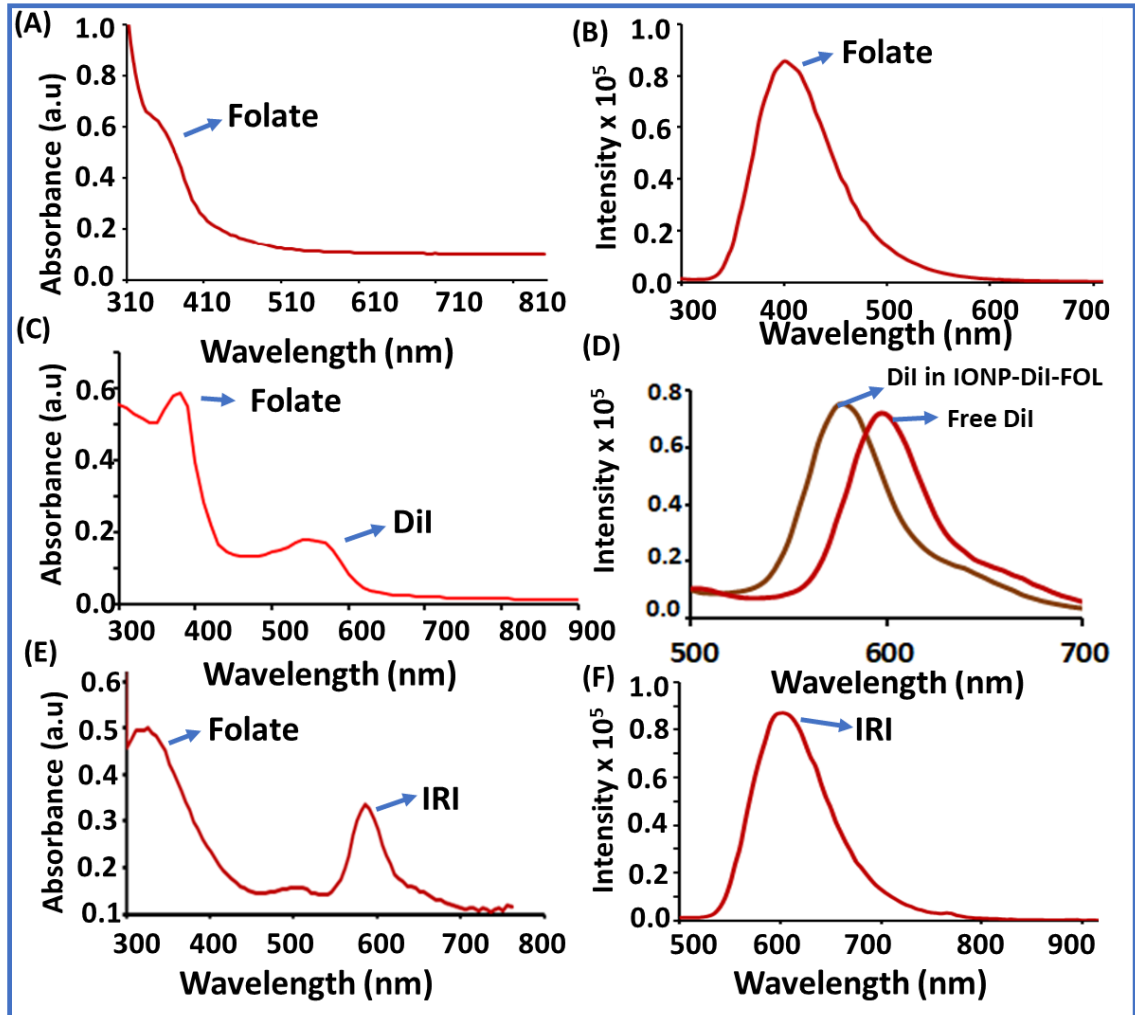 (A)
1.0
0.8
0.6
0.4
0.2
0.0
Absorbance (a.u)
Folate
310 410 510 610 710 810
Wavelength (nm)
(B)
1.0
0.8
0.6
0.4
0.2
0.0
Intensity x 10⁵
Folate
300 400 500 600 700
Wavelength (nm)
(C)
0.6
0.4
0.2
0.0
Absorbance (a.u)
Folate
DiI
300 400 500 600 700 800 900
Wavelength (nm)
(D)
0.8
0.6
0.4
0.2
0.0
Intensity x 10⁵
DiI in IONP-DiI-FOL
Free DiI
500 600 700
Wavelength (nm)
(E)
0.6
0.5
0.4
0.3
0.2
0.1
Absorbance (a.u)
Folate
IRI
300 400 500 600 700 800
Wavelength (nm)
(F)
1.0
0.8
0.6
0.4
0.2
0.0
Intensity x 10⁵
IRI
500 600 700 800 900
Wavelength (nm)